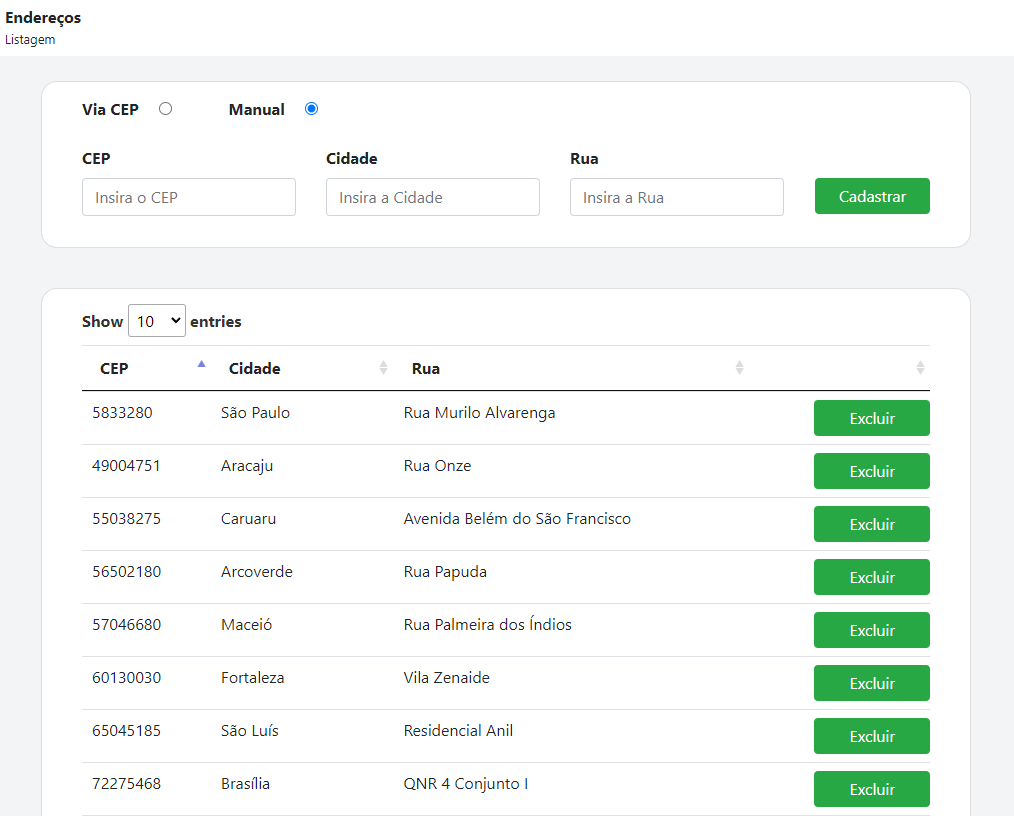 Endereços
Listagem
Via CEP Manual
CEP Cidade Rua
Insira o CEP Insira a Cidade Insira a Rua Cadastrar
Show 10 entries
CEP Cidade Rua
5833280 São Paulo Rua Murilo Alvarenga Excluir
49004751 Aracaju Rua Onze Excluir
55038275 Caruaru Avenida Belém do São Francisco Excluir
56502180 Arcoverde Rua Papuda Excluir
57046680 Maceió Rua Palmeira dos Índios Excluir
60130030 Fortaleza Vila Zenaide Excluir
65045185 São Luís Residencial Anil Excluir
72275468 Brasília QNR 4 Conjunto I Excluir